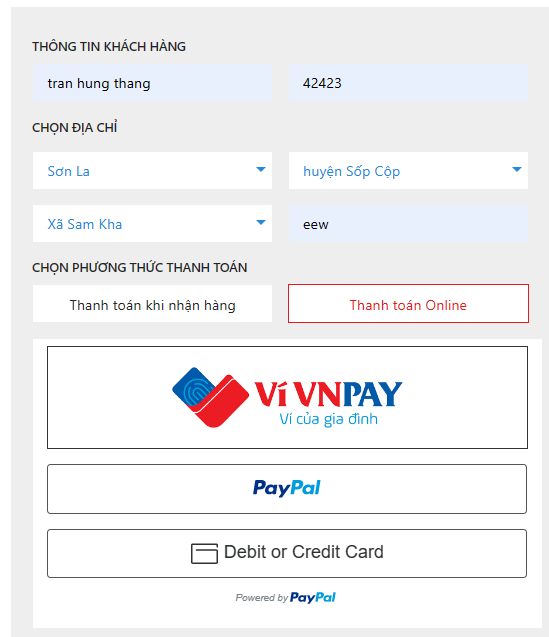 THÔNG TIN KHÁCH HÀNG
tran hung thang 42423
CHỌN ĐỊA CHỈ
Sơn La huyện Sốp Cộp
Xã Sam Kha eew
CHỌN PHƯƠNG THỨC THANH TOÁN
Thanh toán khi nhận hàng Thanh toán Online
Ví VNPAY
Ví của gia đình
PayPal
Debit or Credit Card
Powered by PayPal